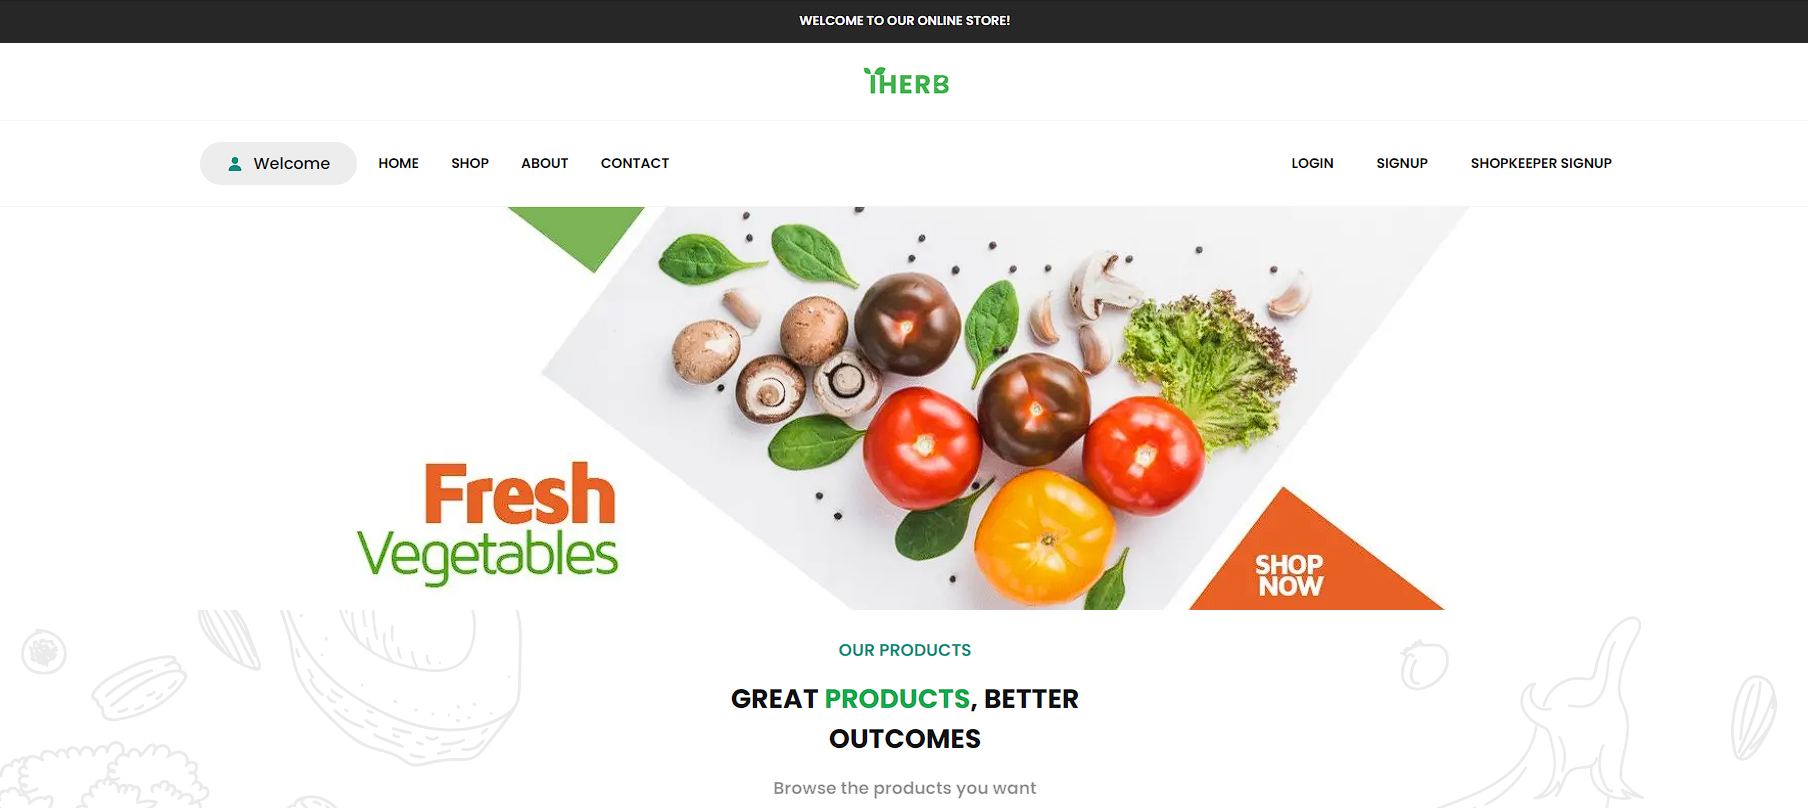 WELCOME TO OUR ONLINE STORE!
IHERB
Welcome HOME SHOP ABOUT CONTACT LOGIN SIGNUP SHOPKEEPER SIGNUP
Fresh
Vegetables
SHOP
NOW
OUR PRODUCTS
GREAT PRODUCTS, BETTER
OUTCOMES
Browse the products you want